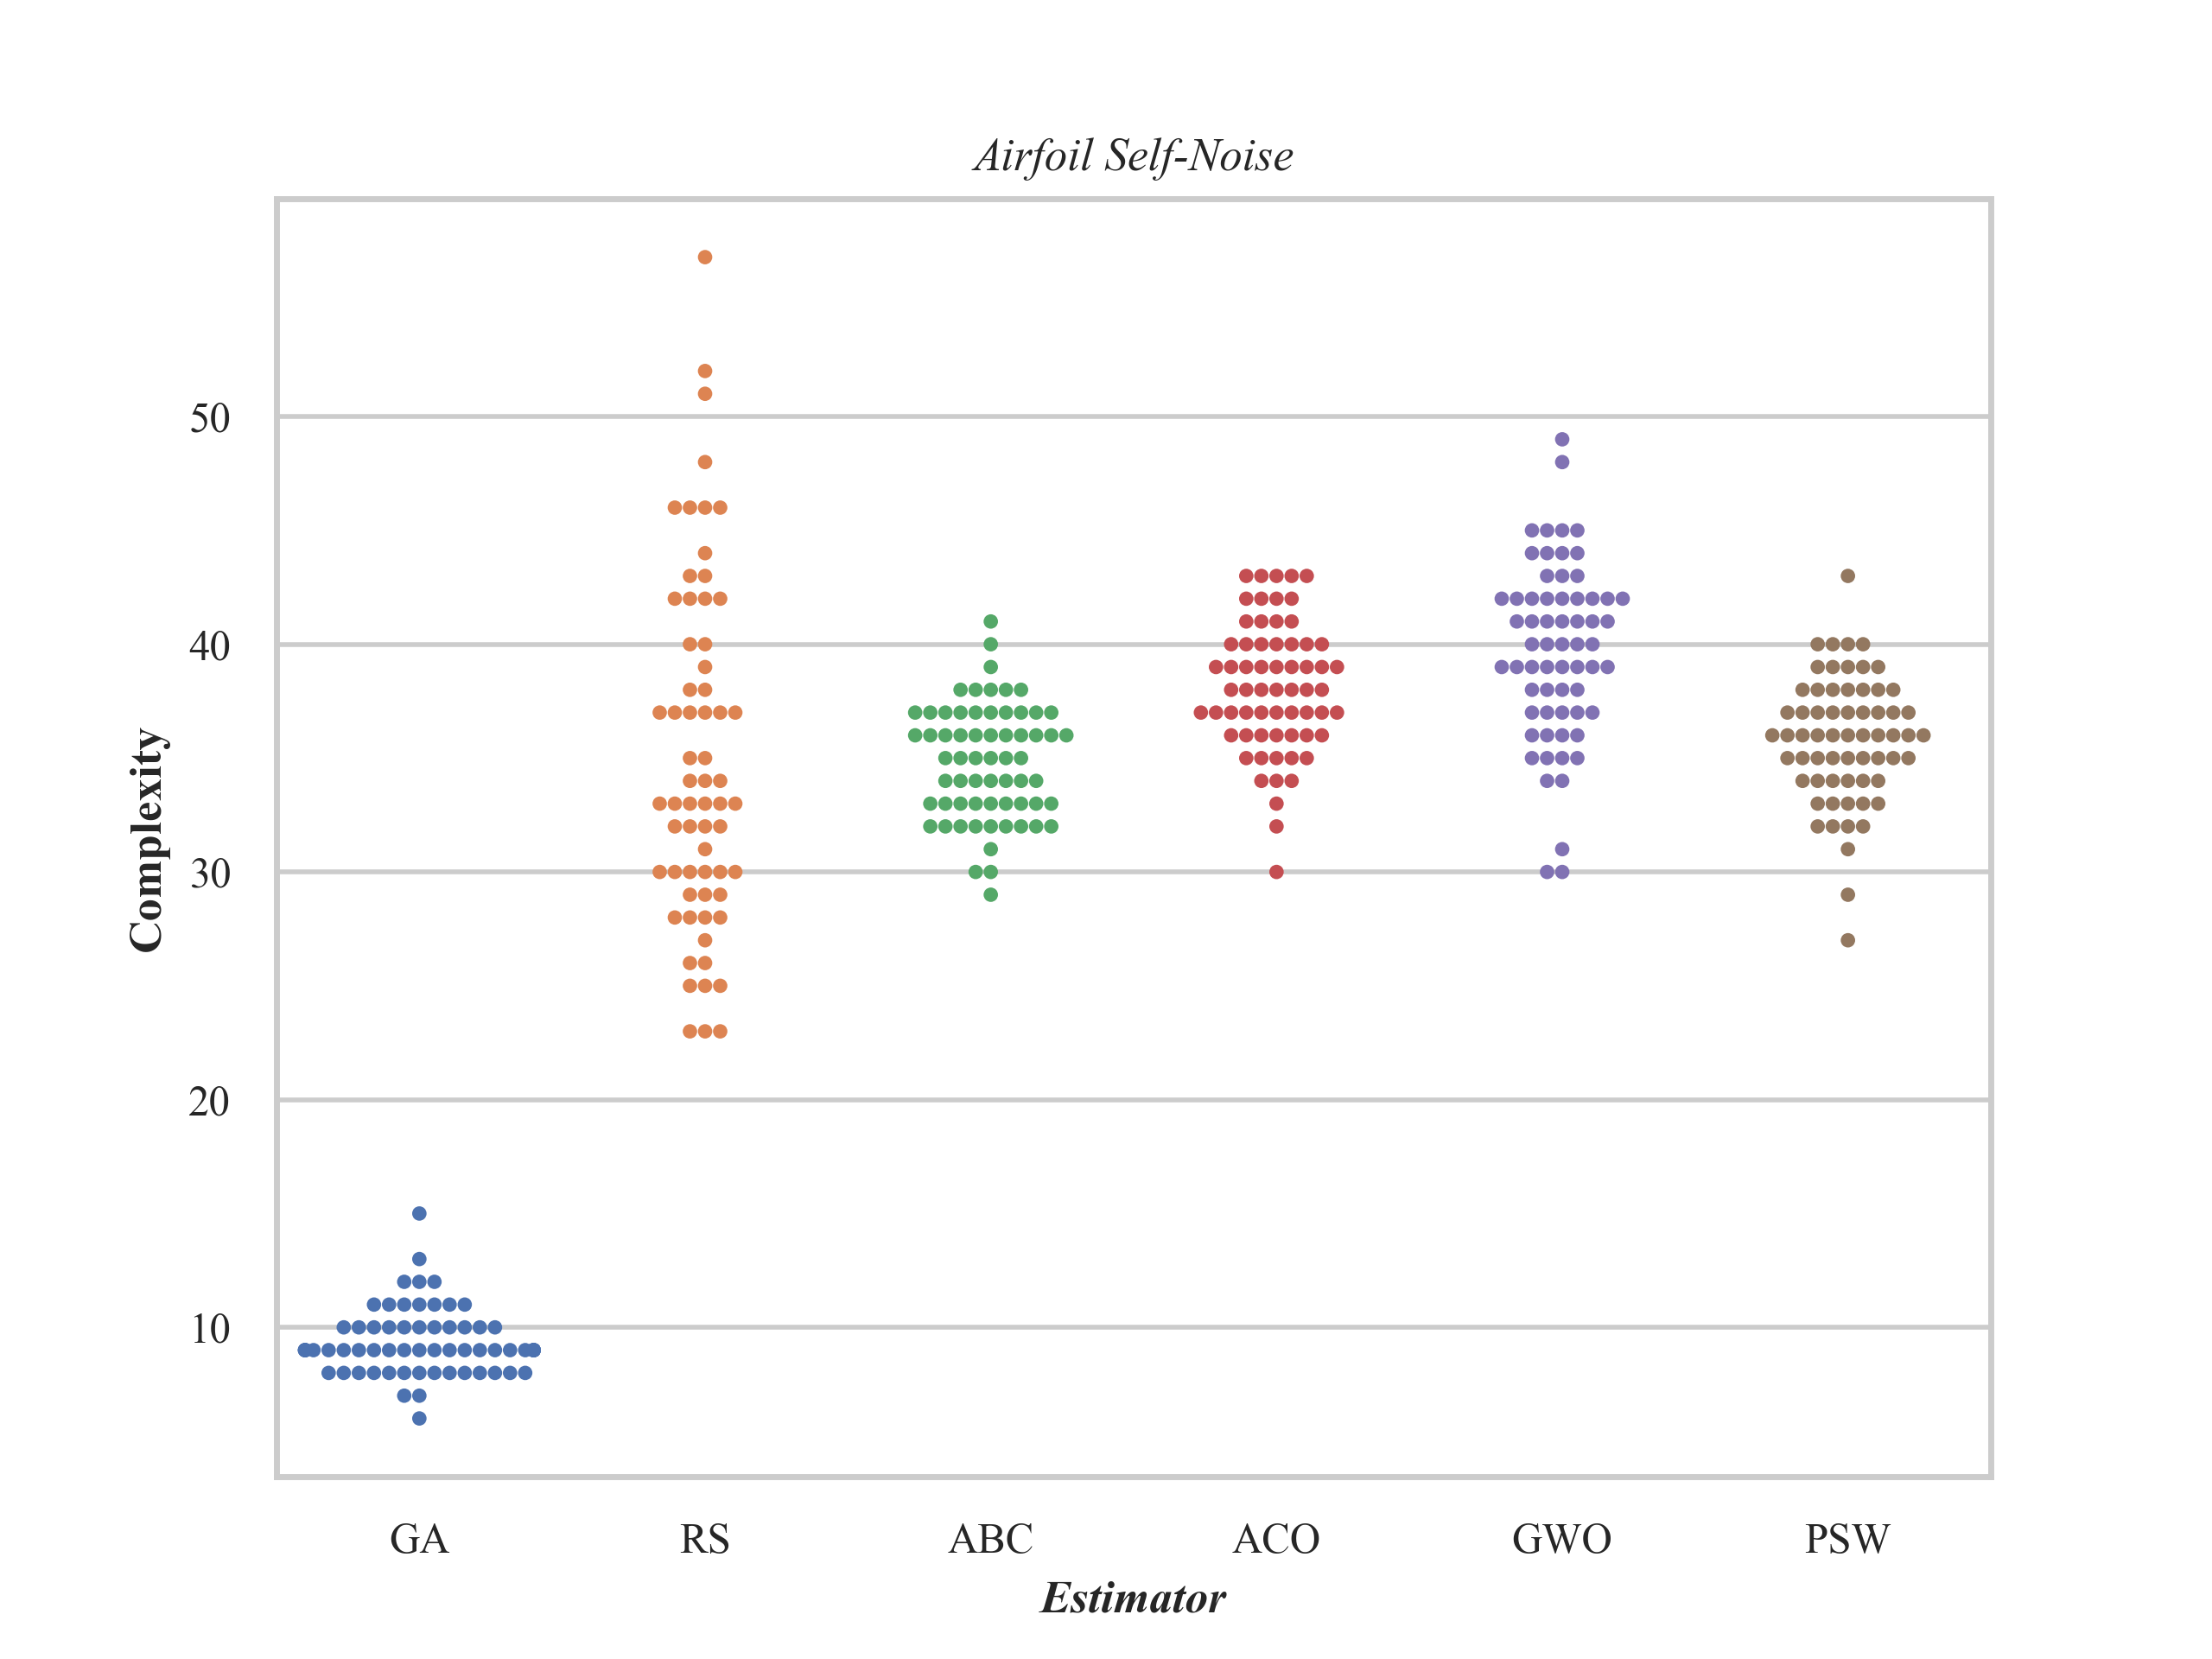 Airfoil Self-Noise
Complexity
50
40
30
20
10
GA RS ABC ACO GWO PSW
Estimator